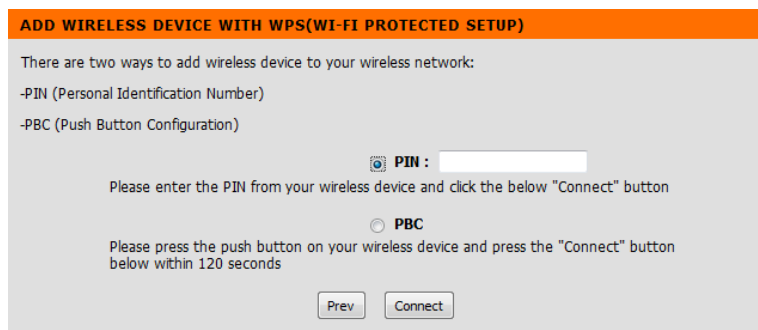 ADD WIRELESS DEVICE WITH WPS(WI-FI PROTECTED SETUP)
There are two ways to add wireless device to your wireless network:
-PIN (Personal Identification Number)
-PBC (Push Button Configuration)
PIN :
Please enter the PIN from your wireless device and click the below "Connect" button
PBC
Please press the push button on your wireless device and press the "Connect" button
below within 120 seconds
Prev Connect